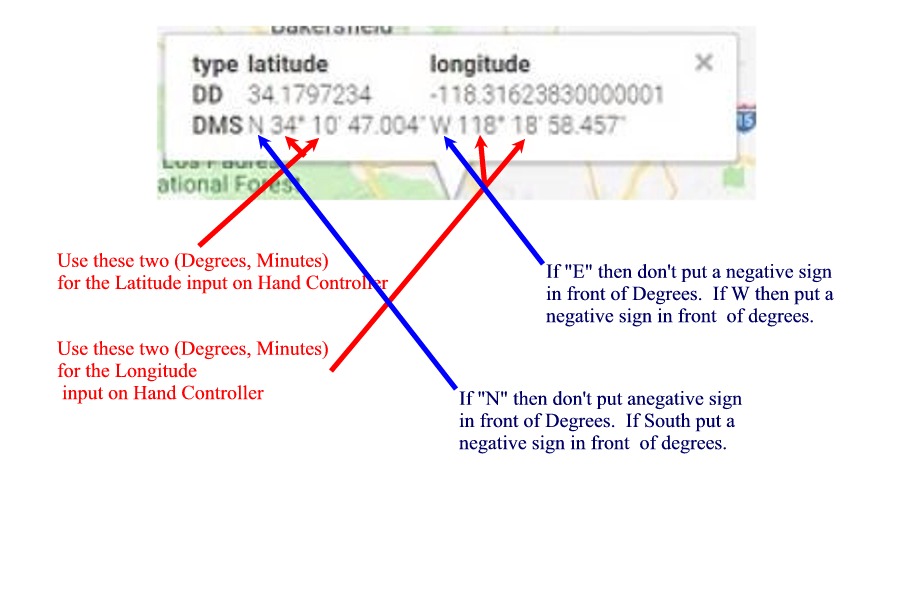 Bakersfield
type latitude longitude ×
DD 34.1797234 -118.31623830000001
DMS N 34° 10' 47.004" W 118° 18' 58.457"
15
Los Padres
ational Forest
Use these two (Degrees, Minutes)
for the Latitude input on Hand Controller
If "E" then don't put a negative sign
in front of Degrees.  If W then put a
negative sign in front  of degrees.
Use these two (Degrees, Minutes)
for the Longitude
 input on Hand Controller
If "N" then don't put anegative sign
in front of Degrees.  If South put a
negative sign in front  of degrees.